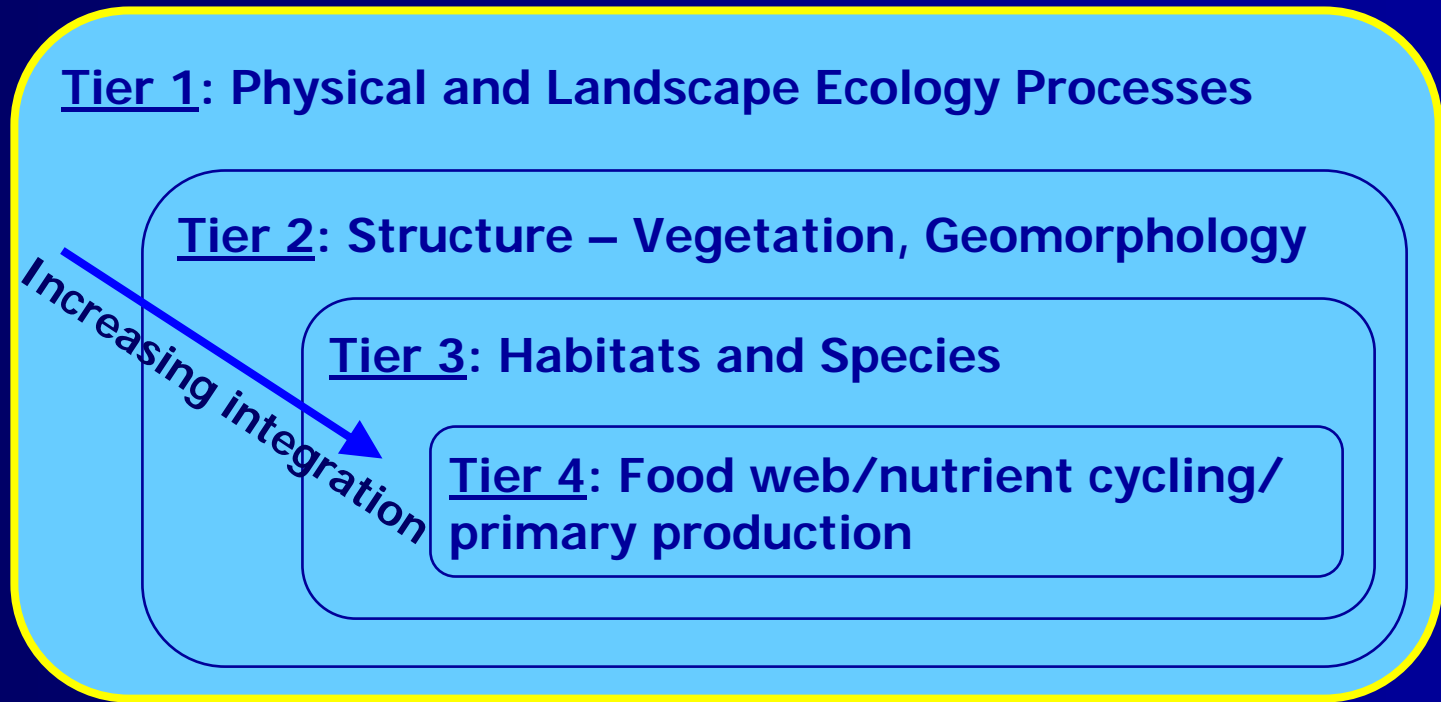 Tier 1: Physical and Landscape Ecology Processes
Tier 2: Structure – Vegetation, Geomorphology
Increasing integration
Tier 3: Habitats and Species
Tier 4: Food web/nutrient cycling/
primary production